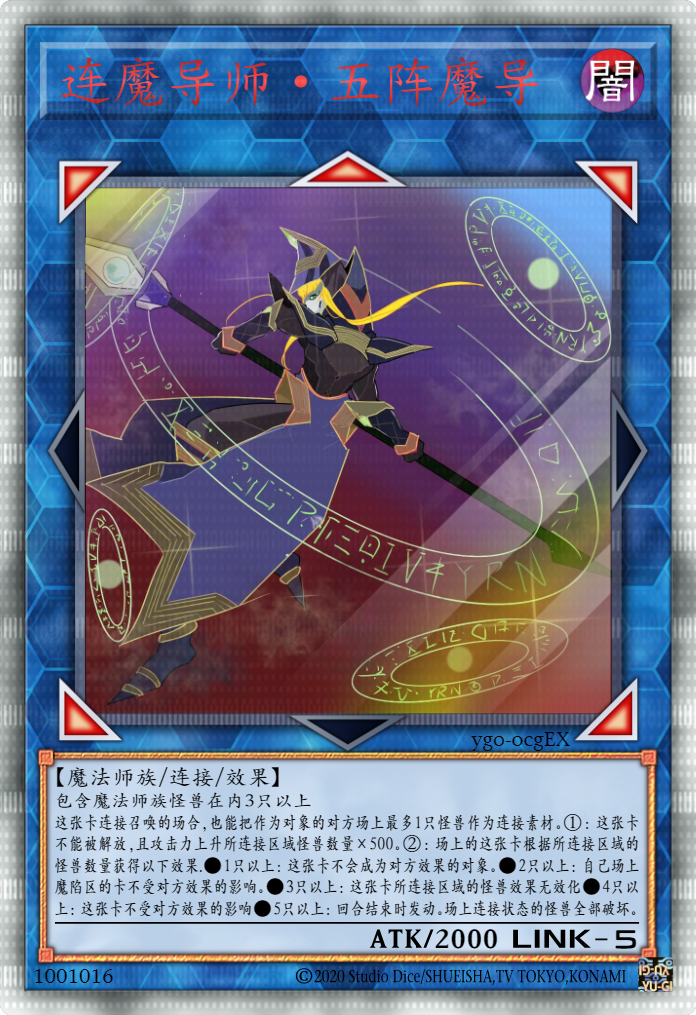 连魔导师·五阵魔导
闇
ygo-ocgEX
【魔法师族/连接/效果】
包含魔法师族怪兽在内3只以上
这张卡连接召唤的场合,也能把作为对象的对方场上最多1只怪兽作为连接素材。①:这张卡
不能被解放,且攻击力上升所连接区域怪兽数量×500。②:场上的这张卡根据所连接区域的
怪兽数量获得以下效果.●1只以上:这张卡不会成为对方效果的对象。●2只以上:自己场上
魔陷区的卡不受对方效果的影响。●3只以上:这张卡所连接区域的怪兽效果无效化●4只以
上:这张卡不受对方效果的影响●5只以上:回合结束时发动。场上连接状态的怪兽全部破坏.
ATK/2000 LINK-5
1001016 ©2020 Studio Dice/SHUEISHA,TV TOKYO,KONAMI